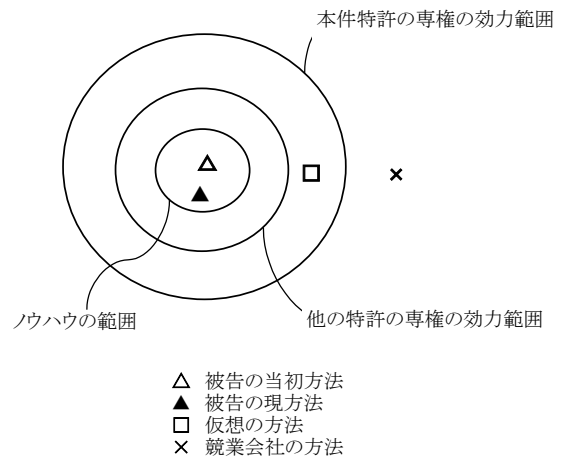 本件特許の専権の効力範囲
ノウハウの範囲
他の特許の専権の効力範囲
△ 被告の当初方法
▲ 被告の現方法
□ 仮想の方法
× 競業会社の方法